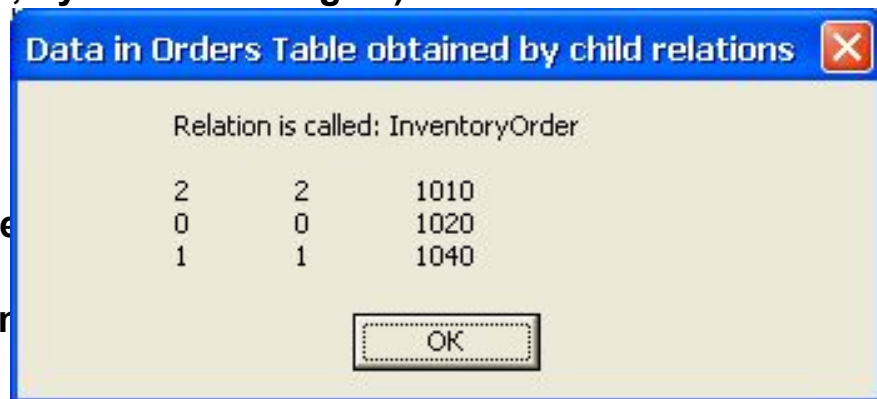 Data in Orders Table obtained by child relations
Relation is called: InventoryOrder
2 2 1010
0 0 1020
1 1 1040
OK